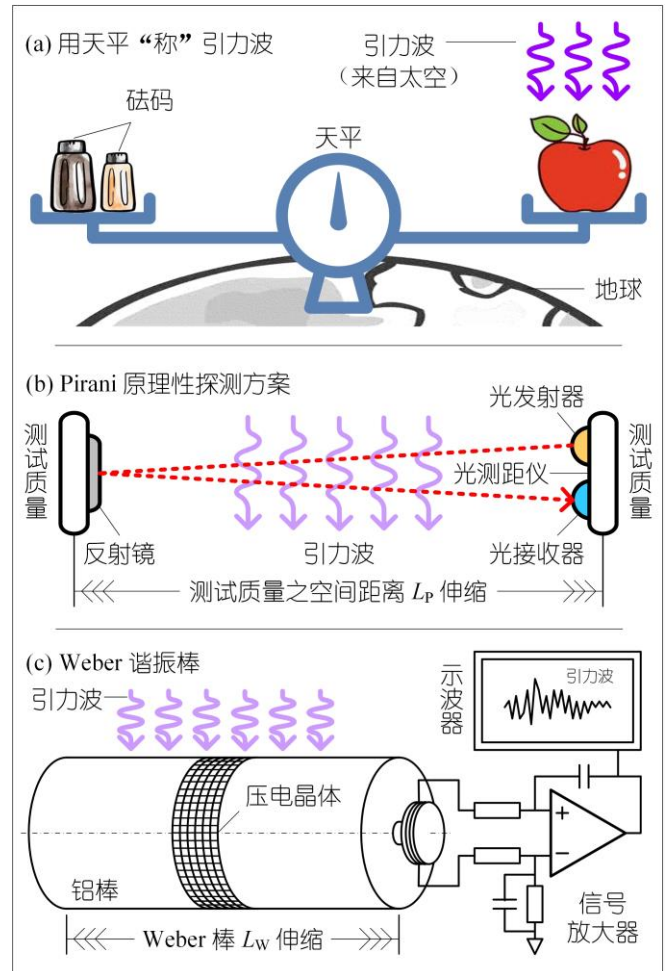 (a) 用天平“称”引力波
引力波
（来自太空）
砝码
天平
地球
(b) Pirani 原理性探测方案
光发射器
测试质量
光测距仪
测试质量
反射镜
引力波
光接收器
测试质量之空间距离 LP 伸缩
(c) Weber 谐振棒
引力波
示波器
引力波
压电晶体
+
−
铝棒
信号
放大器
Weber 棒 LW 伸缩